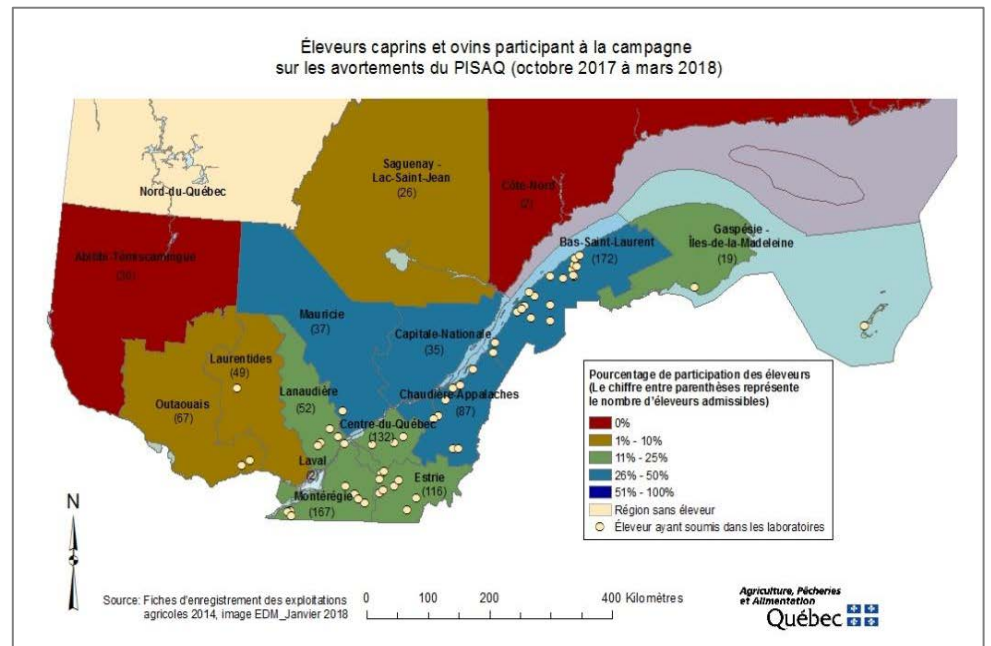 Éleveurs caprins et ovins participant à la campagne
sur les avortements du PISAQ (octobre 2017 à mars 2018)
Nord-du-Québec
Saguenay -
Lac-Saint-Jean
(26)
Côte-Nord
(2)
Gaspésie -
Îles-de-la-Madeleine
(19)
Bas-Saint-Laurent
(172)
Abitibi-Témiscamingue
(36)
Mauricie
(37)
Capitale-Nationale
(35)
Laurentides
(49)
Lanaudière
(52)
Chaudière-Appalaches
(87)
Outaouais
(67)
Centre-du-Québec
(132)
Laval
(2)
Estrie
(116)
Montérégie
(167)
Pourcentage de participation des éleveurs
(Le chiffre entre parenthèses représente
le nombre d'éleveurs admissibles)
0%
1% - 10%
11% - 25%
26% - 50%
51% - 100%
Région sans éleveur
Éleveur ayant soumis dans les laboratoires
N
Source: Fiches d'enregistrement des exploitations
agricoles 2014, image EDM_Janvier 2018
0 100 200 400 Kilomètres
Agriculture, Pêcheries
et Alimentation
Québec